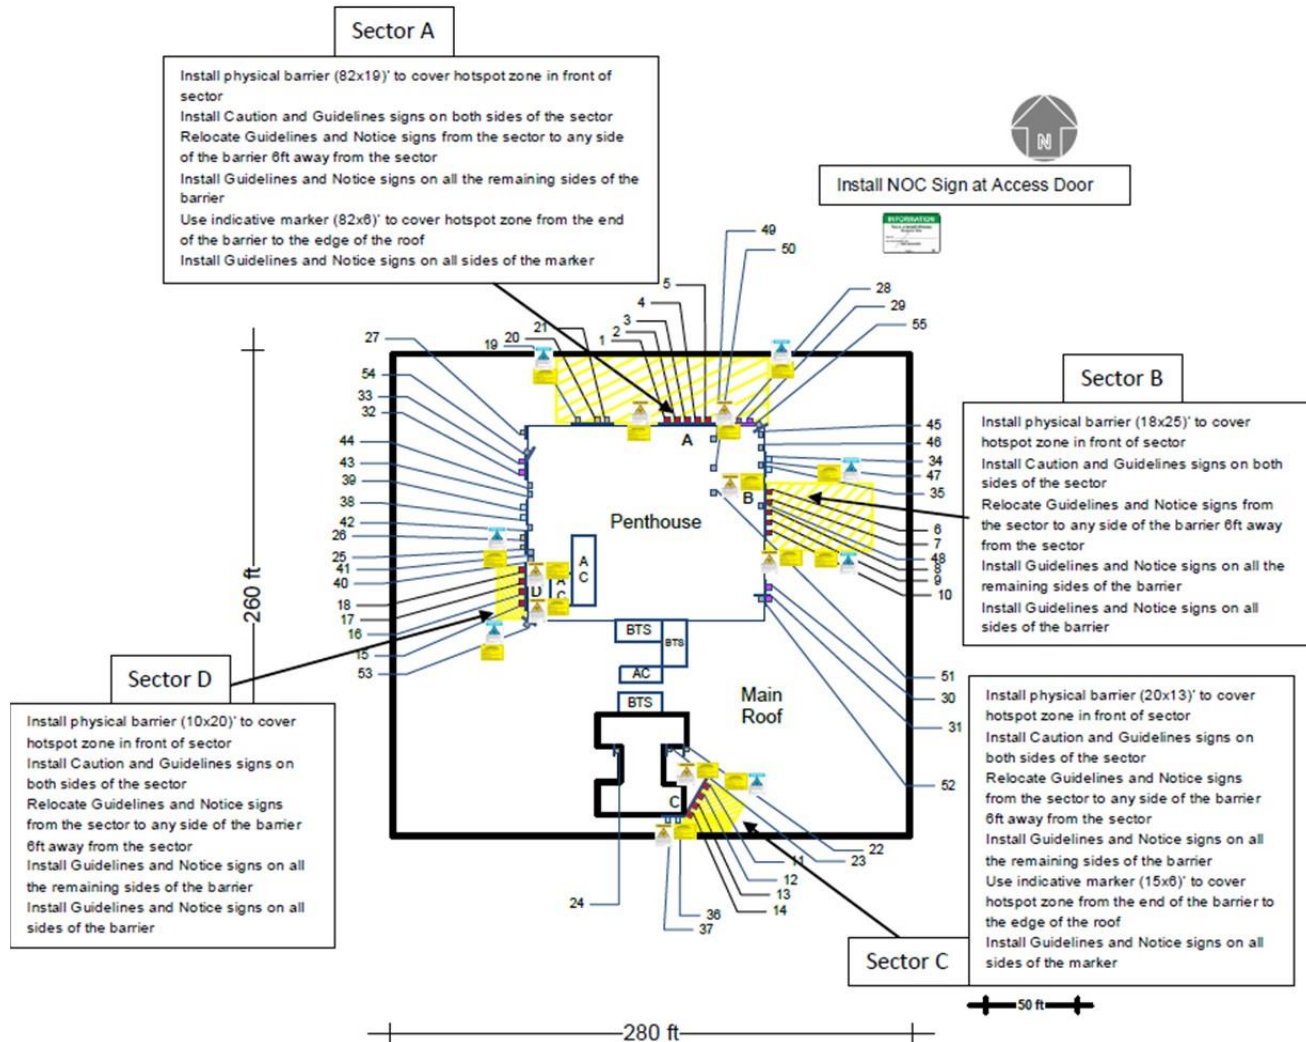 Sector A
Install physical barrier (82x19)' to cover hotspot zone in front of
sector
Install Caution and Guidelines signs on both sides of the sector
Relocate Guidelines and Notice signs from the sector to any side
of the barrier 6ft away from the sector
Install Guidelines and Notice signs on all the remaining sides of the
barrier
Use indicative marker (82x6)' to cover hotspot zone from the end
of the barrier to the edge of the roof
Install Guidelines and Notice signs on all sides of the marker
N
Install NOC Sign at Access Door
INFORMATION
49
50
5
4
3
2
1
21
20
19
27
54
33
32
44
43
39
38
42
26
25
41
40
18
17
16
15
53
28
29
55
45
46
34
47
35
6
7
48
8
9
10
51
30
31
52
A
B
Penthouse
AC
AC
D
BTS
BTS
AC
BTS
Main
Roof
C
22
23
11
12
13
14
24
36
37
260 ft
280 ft
Sector B
Install physical barrier (18x25)' to cover
hotspot zone in front of sector
Install Caution and Guidelines signs on both
sides of the sector
Relocate Guidelines and Notice signs from
the sector to any side of the barrier 6ft away
from the sector
Install Guidelines and Notice signs on all the
remaining sides of the barrier
Install Guidelines and Notice signs on all
sides of the barrier
Sector D
Install physical barrier (10x20)' to cover
hotspot zone in front of sector
Install Caution and Guidelines signs on
both sides of the sector
Relocate Guidelines and Notice signs
from the sector to any side of the barrier
6ft away from the sector
Install Guidelines and Notice signs on all
the remaining sides of the barrier
Install Guidelines and Notice signs on all
sides of the barrier
Sector C
Install physical barrier (20x13)' to cover
hotspot zone in front of sector
Install Caution and Guidelines signs on
both sides of the sector
Relocate Guidelines and Notice signs
from the sector to any side of the barrier
6ft away from the sector
Install Guidelines and Notice signs on all
the remaining sides of the barrier
Use indicative marker (15x6)' to cover
hotspot zone from the end of the barrier to
the edge of the roof
Install Guidelines and Notice signs on all
sides of the marker
50 ft